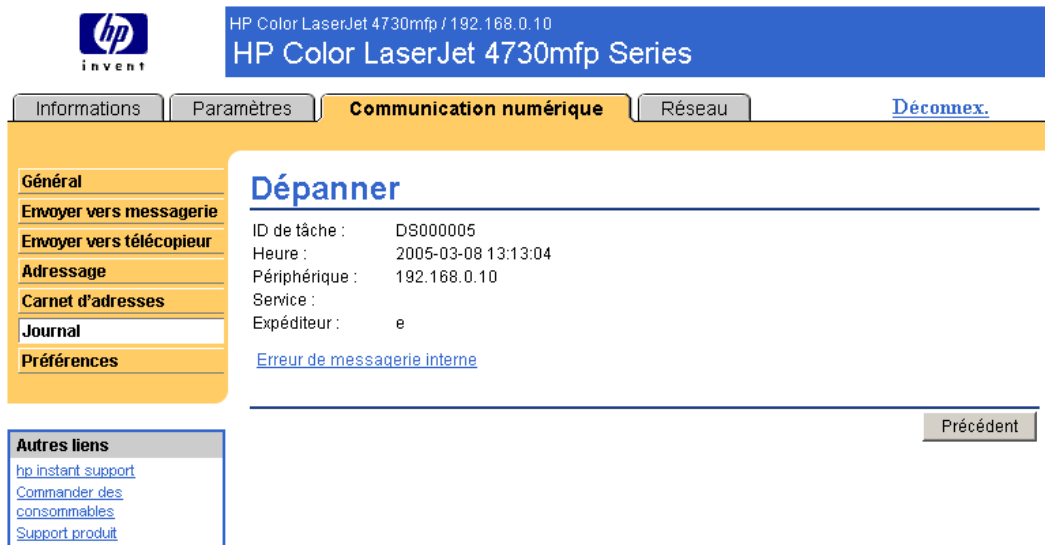 hp
invent
HP Color LaserJet 4730mfp / 192.168.0.10
HP Color LaserJet 4730mfp Series
Informations Paramètres Communication numérique Réseau Déconnex.
Général
Envoyer vers messagerie
Envoyer vers télécopieur
Adressage
Carnet d'adresses
Journal
Préférences
Dépanner
ID de tâche : DS000005
Heure : 2005-03-08 13:13:04
Périphérique : 192.168.0.10
Service :
Expéditeur : e
Erreur de messagerie interne
Précédent
Autres liens
hp instant support
Commander des
consommables
Support produit